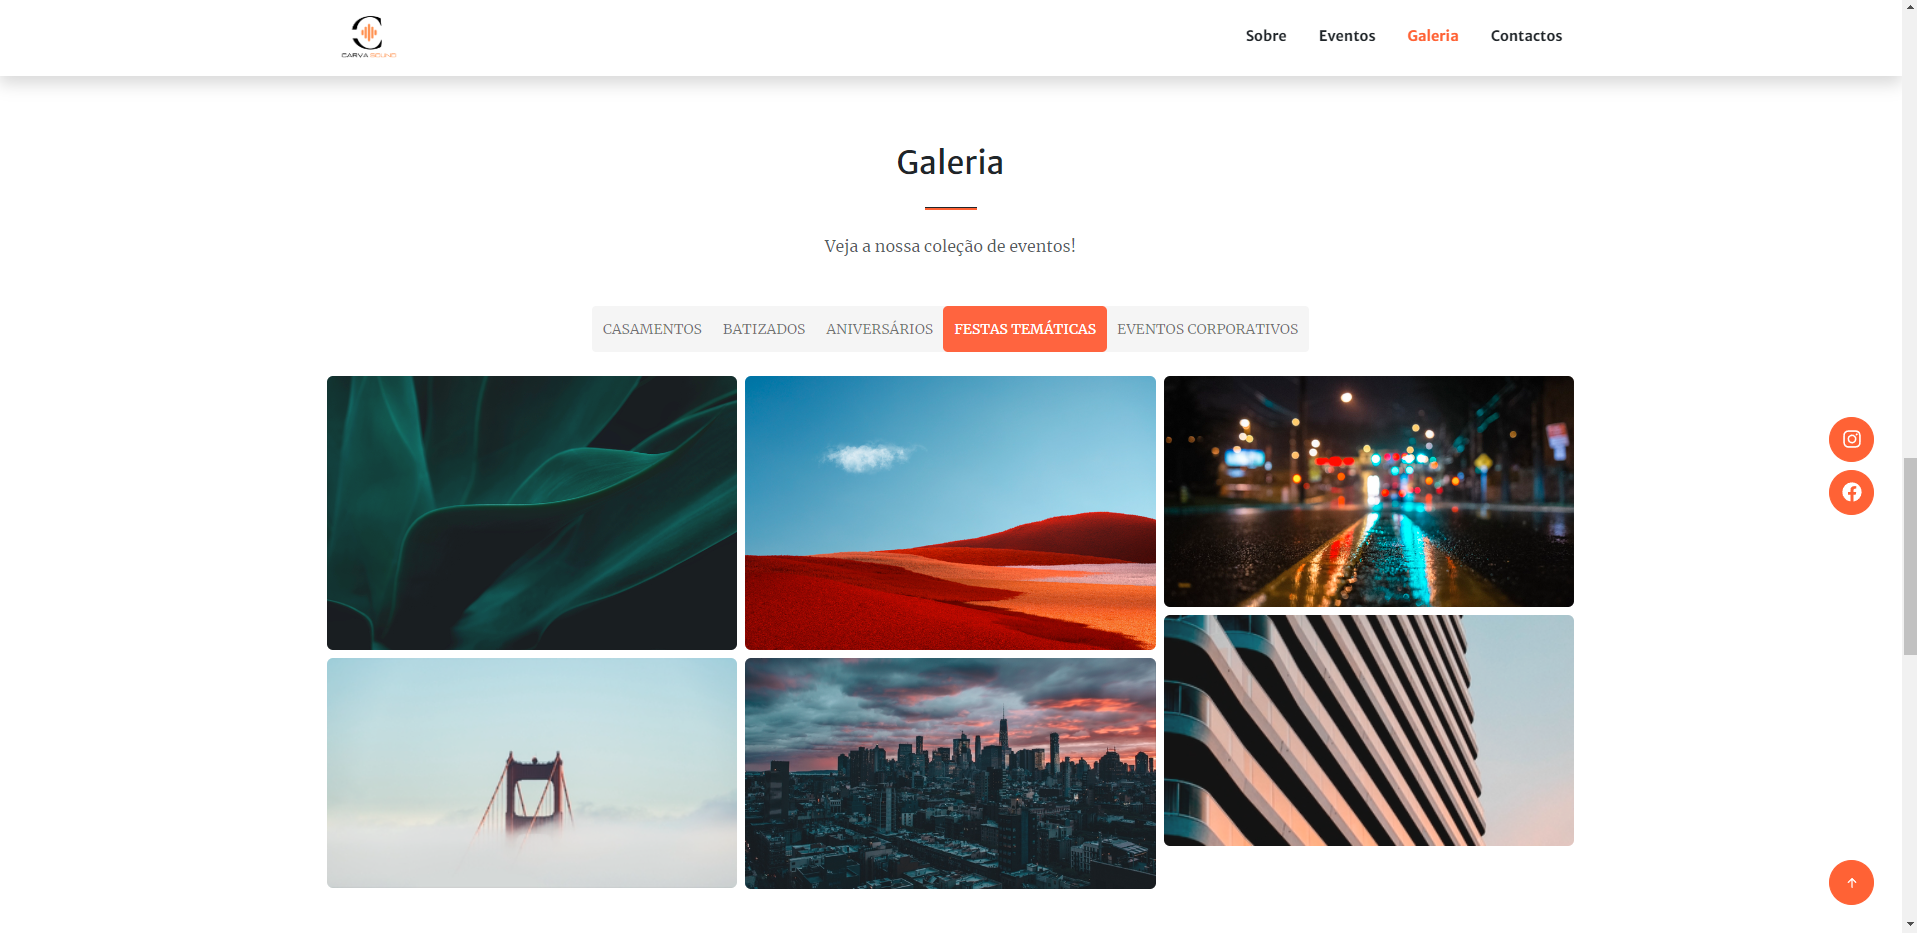 CARVA SOUND
Sobre Eventos Galeria Contactos
Galeria
Veja a nossa coleção de eventos!
CASAMENTOS BATIZADOS ANIVERSÁRIOS FESTAS TEMÁTICAS EVENTOS CORPORATIVOS